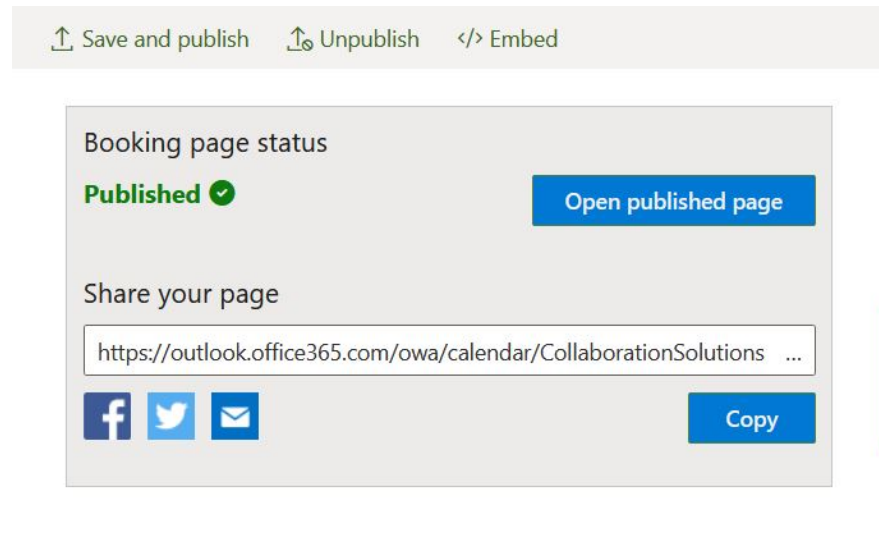 Save and publish Unpublish </> Embed
Booking page status
Published
Open published page
Share your page
https://outlook.office365.com/owa/calendar/CollaborationSolutions ...
Copy